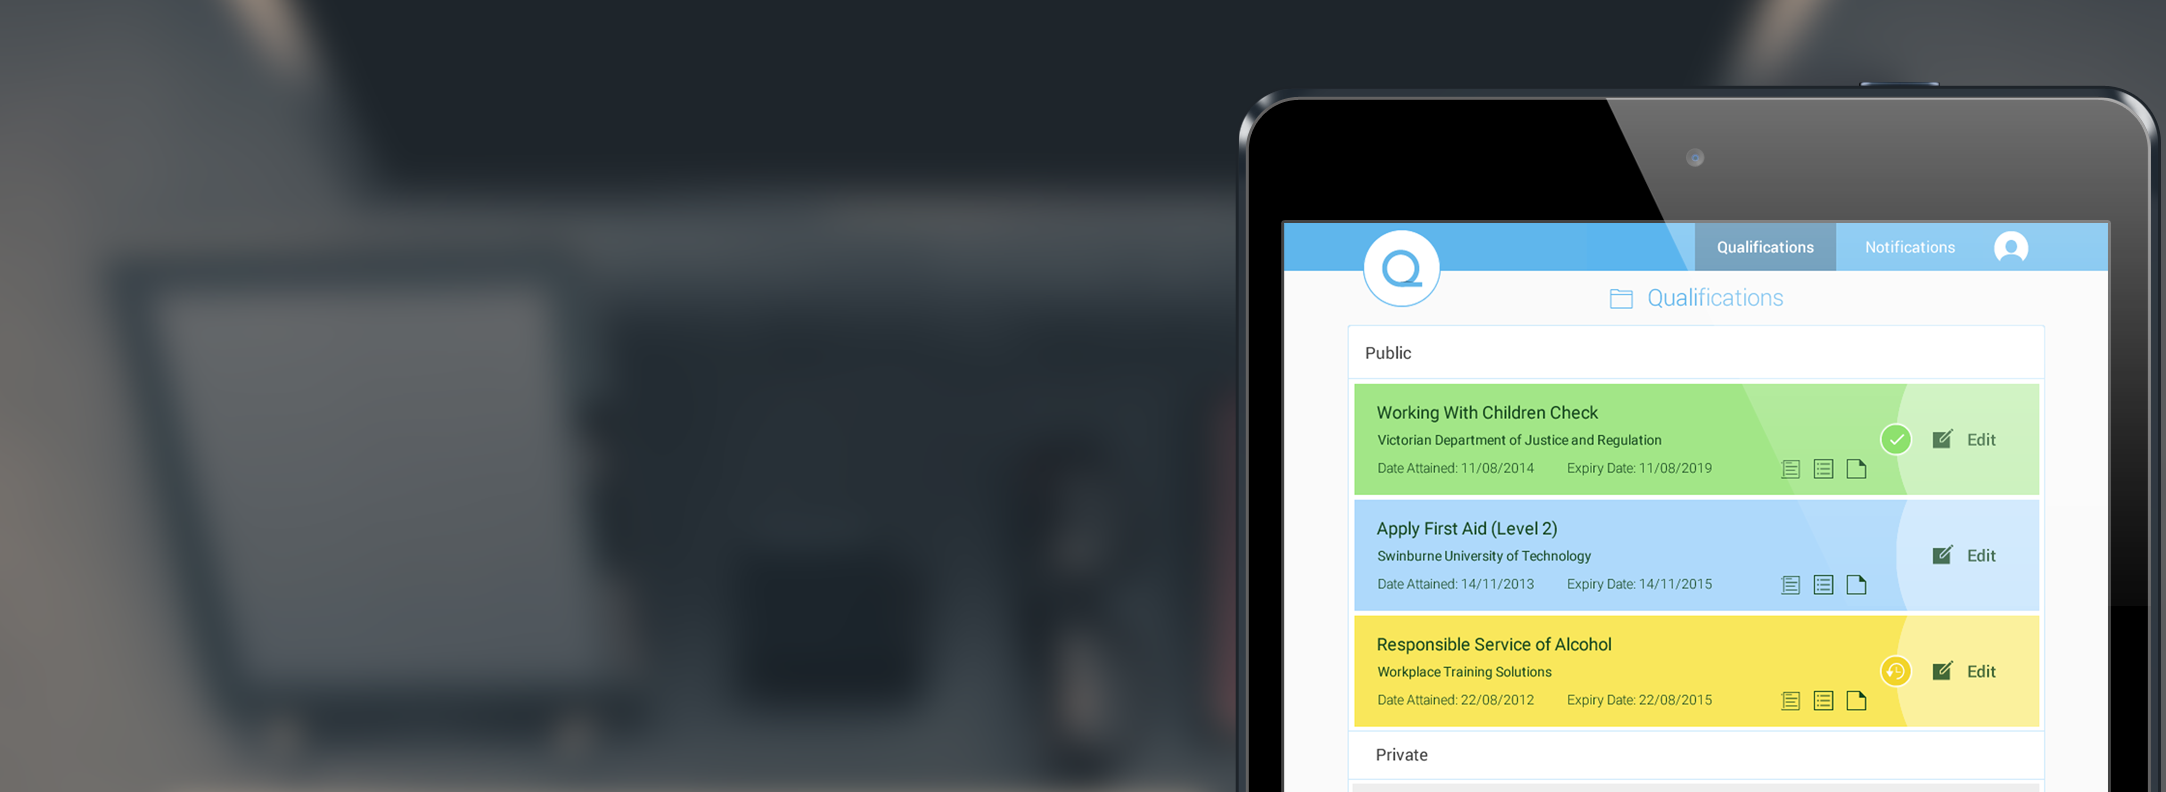 Q
Qualifications
Notifications
Qualifications
Public
Working With Children Check
Victorian Department of Justice and Regulation
Date Attained: 11/08/2014 Expiry Date: 11/08/2019
Edit
Apply First Aid (Level 2)
Swinburne University of Technology
Date Attained: 14/11/2013 Expiry Date: 14/11/2015
Edit
Responsible Service of Alcohol
Workplace Training Solutions
Date Attained: 22/08/2012 Expiry Date: 22/08/2015
Edit
Private